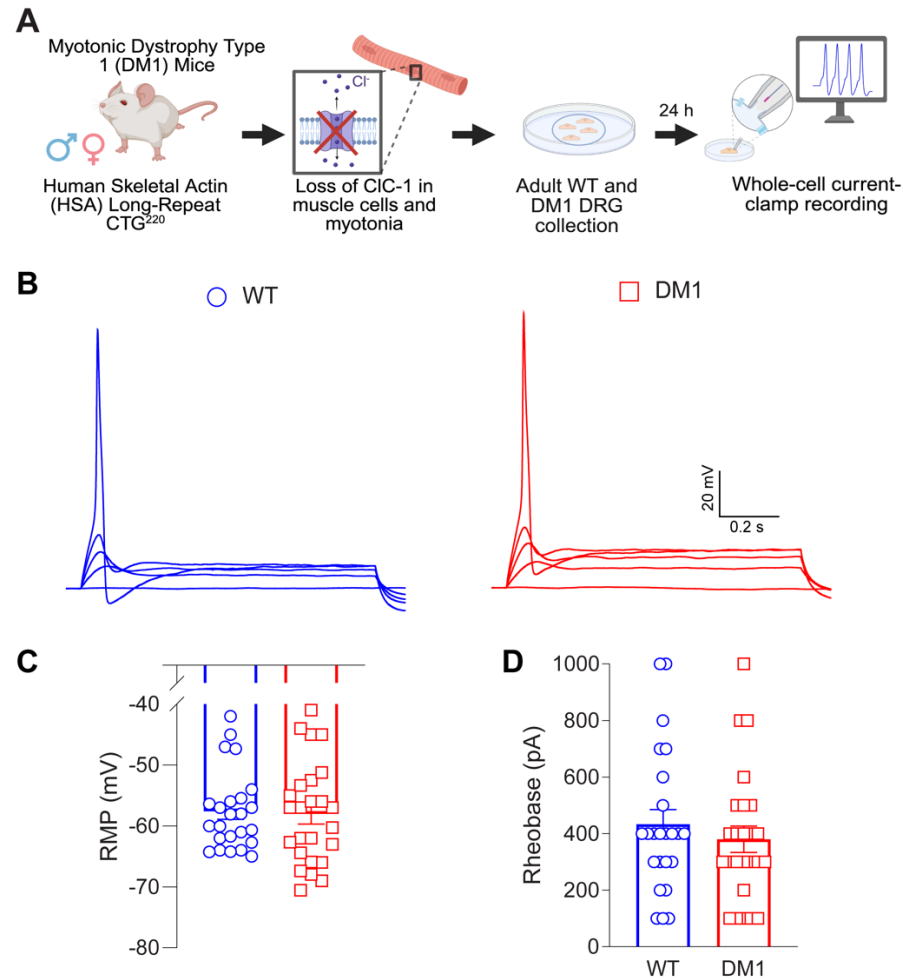 A
Myotonic Dystrophy Type
1 (DM1) Mice
Human Skeletal Actin
(HSA) Long-Repeat
CTG²²⁰
Cl⁻
Loss of ClC-1 in
muscle cells and
myotonia
Adult WT and
DM1 DRG
collection
24 h
Whole-cell current-
clamp recording
B
WT
DM1
20 mV
0.2 s
C
RMP (mV)
-40
-50
-60
-70
-80
D
Rheobase (pA)
1000
800
600
400
200
0
WT
DM1